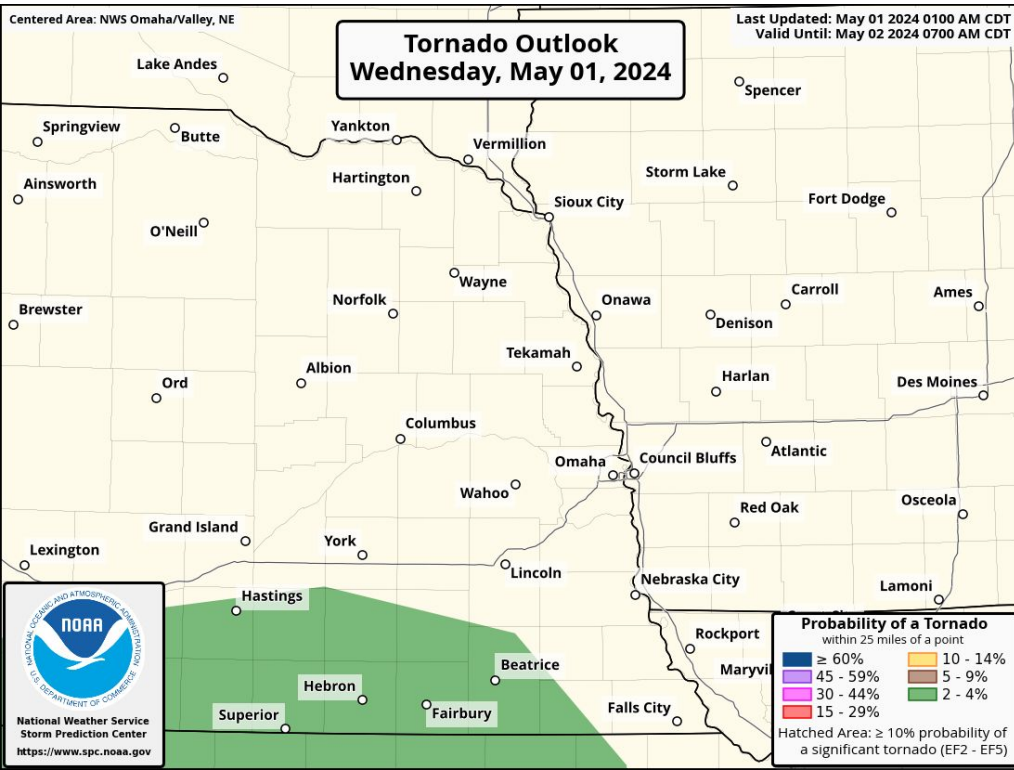 Centered Area: NWS Omaha/Valley, NE
Tornado Outlook
Wednesday, May 01, 2024
Last Updated: May 01 2024 0100 AM CDT
Valid Until: May 02 2024 0700 AM CDT
Lake Andes
Spencer
Springview
Butte
Yankton
Vermillion
Ainsworth
Hartington
Storm Lake
Fort Dodge
O'Neill
Sioux City
Wayne
Brewster
Norfolk
Onawa
Denison
Carroll
Ames
Tekamah
Ord
Albion
Harlan
Des Moines
Columbus
Omaha
Council Bluffs
Atlantic
Wahoo
Red Oak
Osceola
Grand Island
York
Lexington
Lincoln
Nebraska City
Lamoni
Hastings
Rockport
Beatrice
Maryvil
Hebron
Superior
Fairbury
Falls City
NATIONAL OCEANIC AND ATMOSPHERIC ADMINISTRATION
NOAA
U.S. DEPARTMENT OF COMMERCE
National Weather Service
Storm Prediction Center
https://www.spc.noaa.gov
Probability of a Tornado
within 25 miles of a point
≥ 60%
10 - 14%
45 - 59%
5 - 9%
30 - 44%
2 - 4%
15 - 29%
Hatched Area: ≥ 10% probability of
a significant tornado (EF2 - EF5)